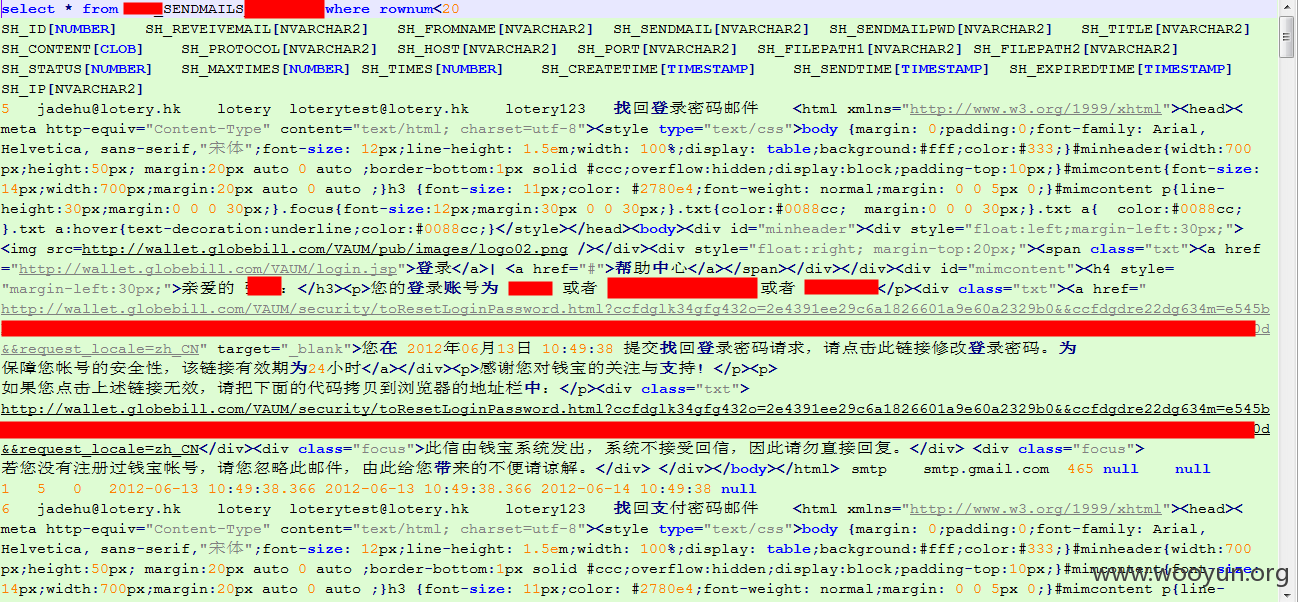 select * from _SENDMAILS where rownum<20
SH_ID[NUMBER] SH_REVEIVEMAIL[NVARCHAR2] SH_FROMNAME[NVARCHAR2] SH_SENDMAIL[NVARCHAR2] SH_SENDMAILPWD[NVARCHAR2] SH_TITLE[NVARCHAR2]
SH_CONTENT[CLOB] SH_PROTOCOL[NVARCHAR2] SH_HOST[NVARCHAR2] SH_PORT[NVARCHAR2] SH_FILEPATH1[NVARCHAR2] SH_FILEPATH2[NVARCHAR2]
SH_STATUS[NUMBER] SH_MAXTIMES[NUMBER] SH_TIMES[NUMBER] SH_CREATETIME[TIMESTAMP] SH_SENDTIME[TIMESTAMP] SH_EXPIREDTIME[TIMESTAMP]
SH_IP[NVARCHAR2]
5 jadehu@lotery.hk lotery loterytest@lotery.hk lotery123 找回登录密码邮件 <html xmlns="http://www.w3.org/1999/xhtml"><head><
meta http-equiv="Content-Type" content="text/html; charset=utf-8"><style type="text/css">body {margin: 0;padding:0;font-family: Arial,
Helvetica, sans-serif,"宋体";font-size: 12px;line-height: 1.5em;width: 100%;display: table;background:#fff;color:#333;}#minheader{width:700
px;height:50px; margin:20px auto 0 auto ;border-bottom:1px solid #ccc;overflow:hidden;display:block;padding-top:10px;}#mimcontent{font-size:
14px;width:700px;margin:20px auto 0 auto ;}h3 {font-size: 11px;color: #2780e4;font-weight: normal;margin: 0 0 5px 0;}#mimcontent p{line-
height:30px;margin:0 0 0 30px;}.focus{font-size:12px;margin:30px 0 0 30px;}.txt{color:#0088cc; margin:0 0 0 30px;}.txt a{ color:#0088cc;
}.txt a:hover{text-decoration:underline;color:#0088cc;}</style></head><body><div id="minheader"><div style="float:left;margin-left:30px;">
<img src=http://wallet.globebill.com/VAUM/pub/images/logo02.png /></div><div style="float:right; margin-top:20px;"><span class="txt"><a href
="http://wallet.globebill.com/VAUM/login.jsp">登录</a>| <a href="#">帮助中心</a></span></div></div><div id="mimcontent"><h4 style=
"margin-left:30px;">亲爱的 : </h3><p>您的登录账号为 或者 或者 </p><div class="txt"><a href="
http://wallet.globebill.com/VAUM/security/toResetLoginPassword.html?ccfdglk34gfg432o=2e4391ee29c6a1826601a9e60a2329b0&&ccfdgdre22dg634m=e545b
0d
&&request_locale=zh_CN" target="_blank">您在 2012年06月13日 10:49:38 提交找回登录密码请求，请点击此链接修改登录密码。为
保障您帐号的安全性，该链接有效期为24小时</a></div><p>感谢您对钱宝的关注与支持！</p><p>
如果您点击上述链接无效，请把下面的代码拷贝到浏览器的地址栏中：</p><div class="txt">
http://wallet.globebill.com/VAUM/security/toResetLoginPassword.html?ccfdglk34gfg432o=2e4391ee29c6a1826601a9e60a2329b0&&ccfdgdre22dg634m=e545b
0d
&&request_locale=zh_CN</div><div class="focus">此信由钱宝系统发出，系统不接受回信，因此请勿直接回复。</div> <div class="focus">
若您没有注册过钱宝帐号，请您忽略此邮件，由此给您带来的不便请谅解。</div> </div></body></html> smtp smtp.gmail.com 465 null null
1 5 0 2012-06-13 10:49:38.366 2012-06-13 10:49:38.366 2012-06-14 10:49:38 null
6 jadehu@lotery.hk lotery loterytest@lotery.hk lotery123 找回支付密码邮件 <html xmlns="http://www.w3.org/1999/xhtml"><head><
meta http-equiv="Content-Type" content="text/html; charset=utf-8"><style type="text/css">body {margin: 0;padding:0;font-family: Arial,
Helvetica, sans-serif,"宋体";font-size: 12px;line-height: 1.5em;width: 100%;display: table;background:#fff;color:#333;}#minheader{width:700
px;height:50px; margin:20px auto 0 auto ;border-bottom:1px solid #ccc;overflow:hidden;display:block;padding-top:10px;}#mimcontent{font-size:
14px;width:700px;margin:20px auto 0 auto ;}h3 {font-size: 11px;color: #2780e4;font-weight: normal;margin: 0 0 5px 0;}#mimcontent p{line-
www.wooyun.org